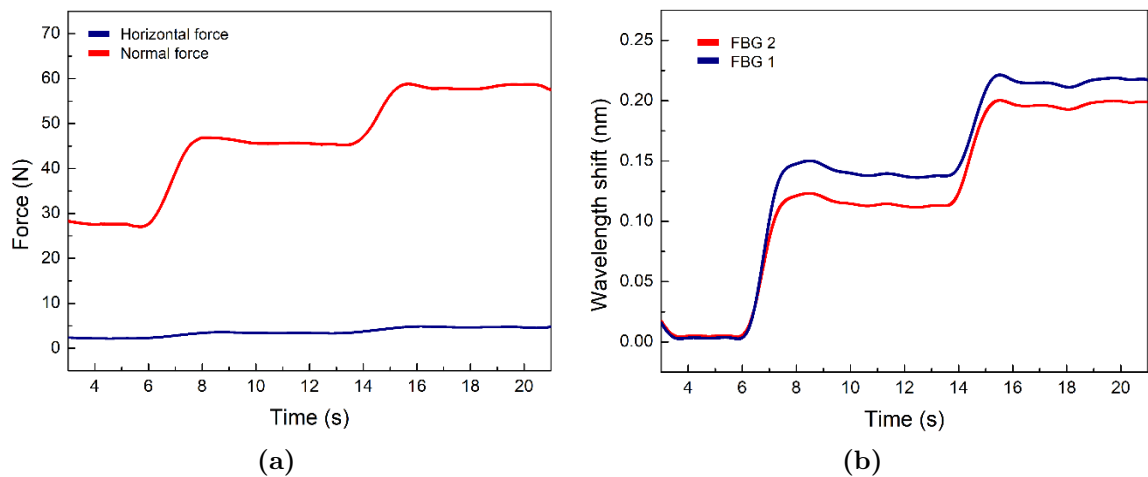 Horizontal force
Normal force
70
60
50
40
30
20
10
0
Force (N)
4 6 8 10 12 14 16 18 20
Time (s)
(a)
FBG 2
FBG 1
0.25
0.20
0.15
0.10
0.05
0.00
Wavelength shift (nm)
4 6 8 10 12 14 16 18 20
Time (s)
(b)